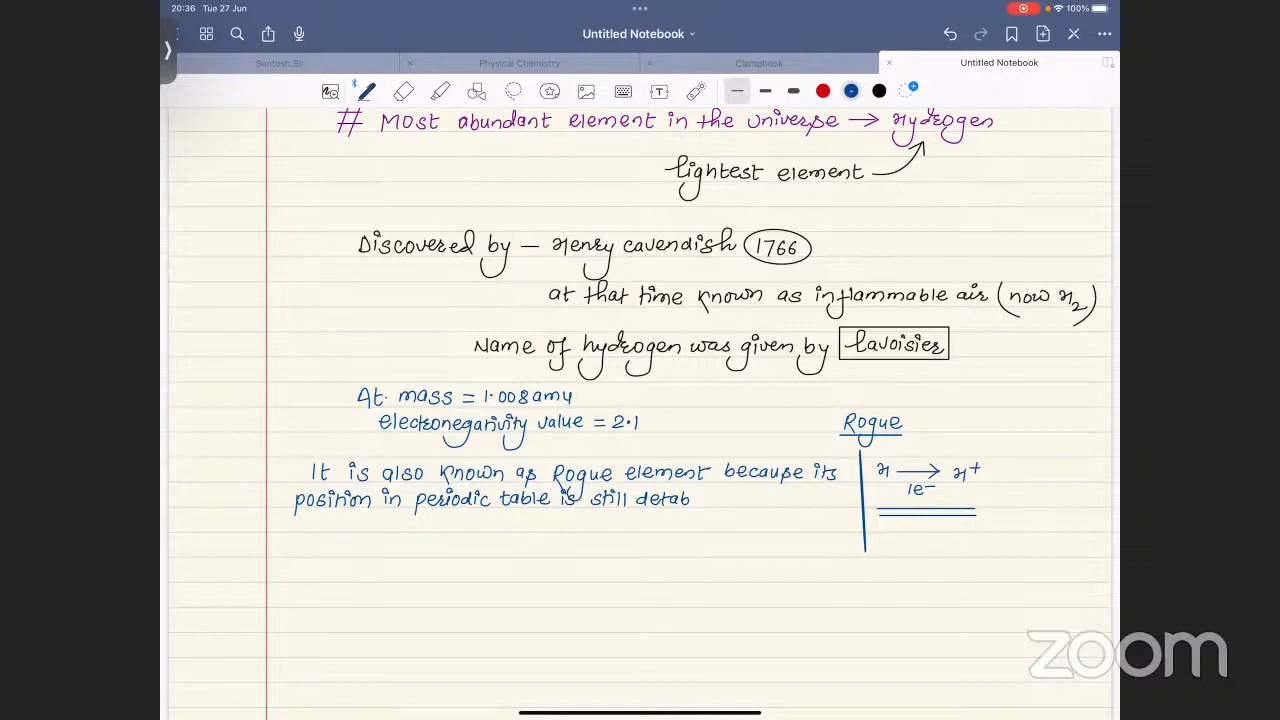 20:36 Tue 27 Jun
100%
Untitled Notebook
Santosh Sir
Physical Chemistry
Clamphook
Untitled Notebook
# Most abundant element in the universe → Hydrogen
lightest element
Discovered by – Henry cavendish 1766
at that time known as inflammable air (now H2)
Name of hydrogen was given by lavoisier
At. mass = 1.008 amu
electronegativity value = 2.1
Rogue
It is also known as Rogue element because its
position in periodic table is still detab
H → H+
1e-
zoom